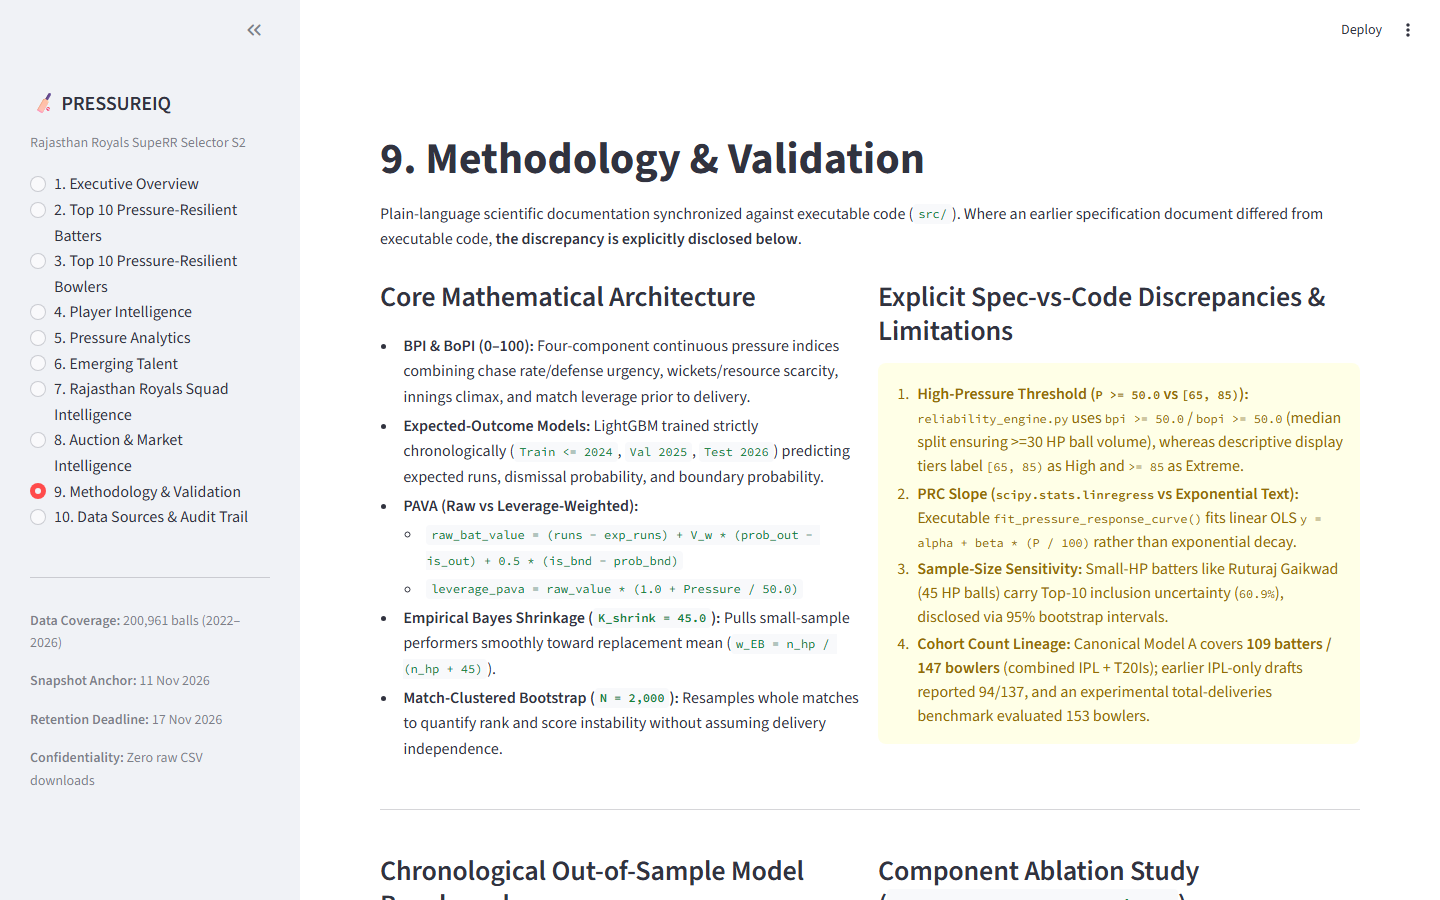 Deploy
PRESSUREIQ
Rajasthan Royals SupeRR Selector S2
1. Executive Overview
2. Top 10 Pressure-Resilient
Batters
3. Top 10 Pressure-Resilient
Bowlers
4. Player Intelligence
5. Pressure Analytics
6. Emerging Talent
7. Rajasthan Royals Squad
Intelligence
8. Auction & Market
Intelligence
9. Methodology & Validation
10. Data Sources & Audit Trail
Data Coverage: 200,961 balls (2022–
2026)
Snapshot Anchor: 11 Nov 2026
Retention Deadline: 17 Nov 2026
Confidentiality: Zero raw CSV
downloads
9. Methodology & Validation
Plain-language scientific documentation synchronized against executable code ( src/ ). Where an earlier specification document differed from
executable code, the discrepancy is explicitly disclosed below.
Core Mathematical Architecture
• BPI & BoPI (0–100): Four-component continuous pressure indices
combining chase rate/defense urgency, wickets/resource scarcity,
innings climax, and match leverage prior to delivery.
• Expected-Outcome Models: LightGBM trained strictly
chronologically ( Train <= 2024 , Val 2025 , Test 2026 ) predicting
expected runs, dismissal probability, and boundary probability.
• PAVA (Raw vs Leverage-Weighted):
◦ raw_bat_value = (runs - exp_runs) + V_w * (prob_out -
is_out) + 0.5 * (is_bnd - prob_bnd)
◦ leverage_pava = raw_value * (1.0 + Pressure / 50.0)
• Empirical Bayes Shrinkage ( K_shrink = 45.0 ): Pulls small-sample
performers smoothly toward replacement mean ( w_EB = n_hp /
(n_hp + 45) ).
• Match-Clustered Bootstrap ( N = 2,000 ): Resamples whole matches
to quantify rank and score instability without assuming delivery
independence.
Explicit Spec-vs-Code Discrepancies &
Limitations
1. High-Pressure Threshold (P >= 50.0 vs [65, 85)):
reliability_engine.py uses bpi >= 50.0 / bopi >= 50.0 (median
split ensuring >=30 HP ball volume), whereas descriptive display
tiers label [65, 85) as High and >= 85 as Extreme.
2. PRC Slope (scipy.stats.linregress vs Exponential Text):
Executable fit_pressure_response_curve() fits linear OLS y =
alpha + beta * (P / 100) rather than exponential decay.
3. Sample-Size Sensitivity: Small-HP batters like Ruturaj Gaikwad
(45 HP balls) carry Top-10 inclusion uncertainty (60.9%),
disclosed via 95% bootstrap intervals.
4. Cohort Count Lineage: Canonical Model A covers 109 batters /
147 bowlers (combined IPL + T20Is); earlier IPL-only drafts
reported 94/137, and an experimental total-deliveries
benchmark evaluated 153 bowlers.
Chronological Out-of-Sample Model
Component Ablation Study